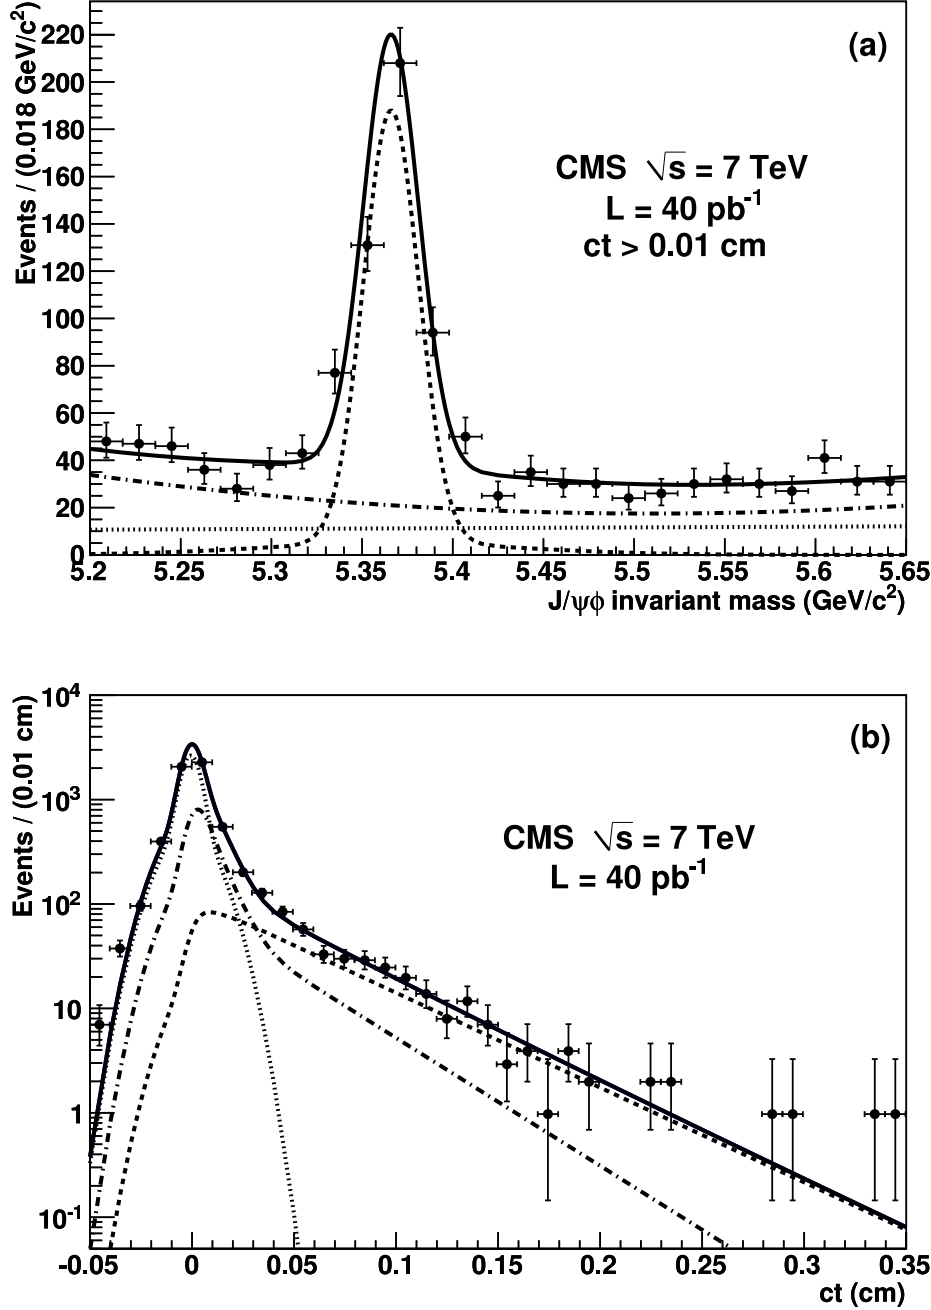 (a)
Events / (0.018 GeV/c²)
220
200
180
160
140
120
100
80
60
40
20
0
CMS √s = 7 TeV
L = 40 pb⁻¹
ct > 0.01 cm
5.2 5.25 5.3 5.35 5.4 5.45 5.5 5.55 5.6 5.65
J/ψϕ invariant mass (GeV/c²)
(b)
Events / (0.01 cm)
10⁴
10³
10²
10
1
10⁻¹
CMS √s = 7 TeV
L = 40 pb⁻¹
-0.05 0 0.05 0.1 0.15 0.2 0.25 0.3 0.35
ct (cm)